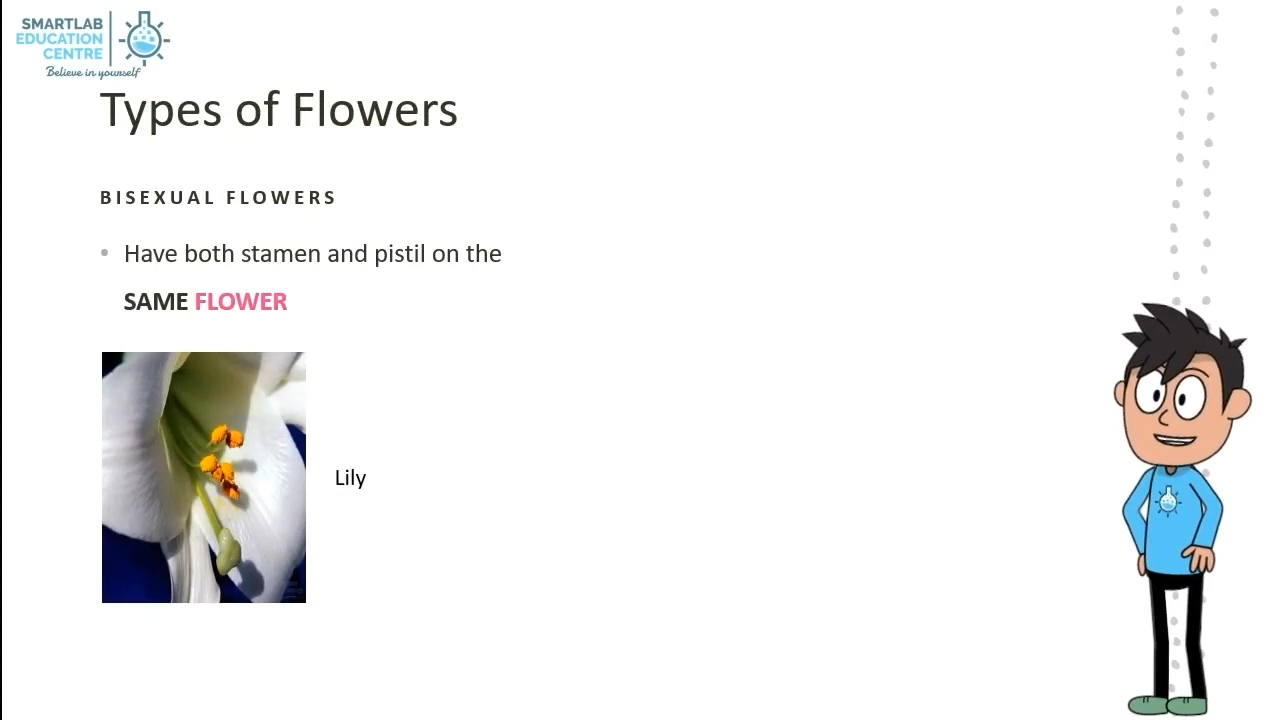 SMARTLAB
EDUCATION
CENTRE
Believe in yourself
Types of Flowers
BISEXUAL FLOWERS
• Have both stamen and pistil on the
SAME FLOWER
Lily